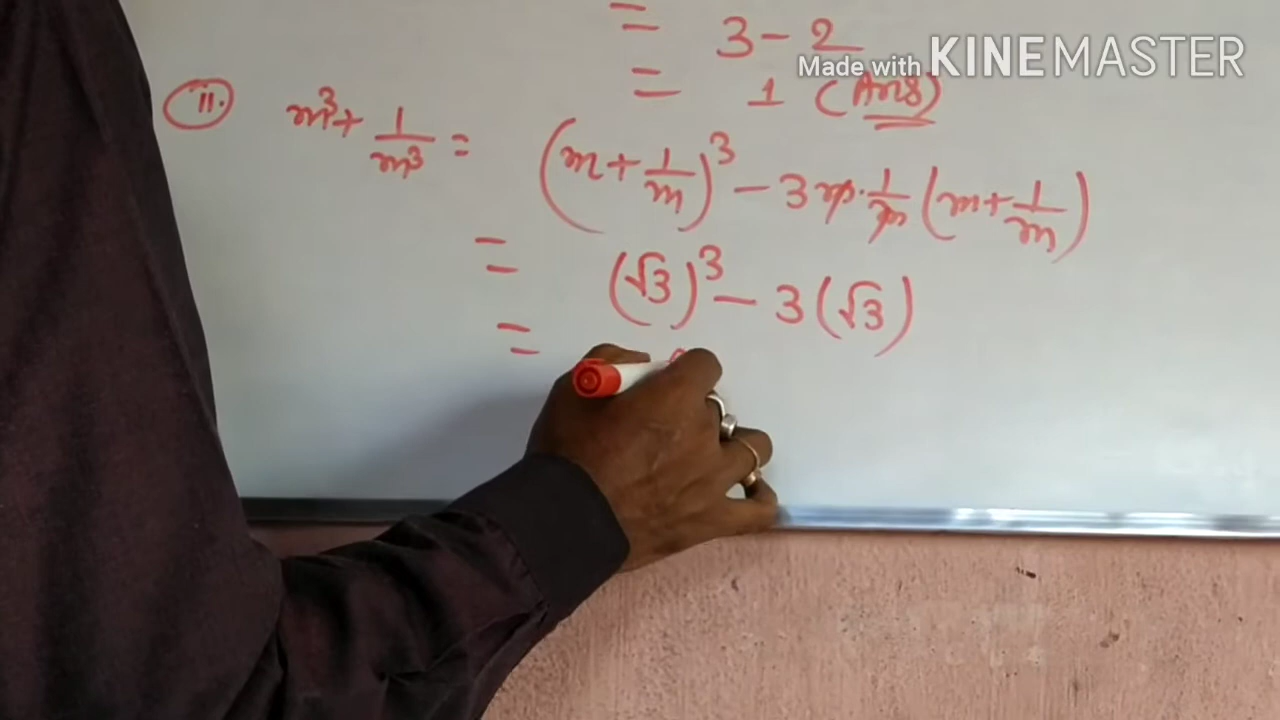 = 3 - 2
Made with KINEMASTER
= 1 (Ans)
ii. m³ + 1/m³ = (m + 1/m)³ - 3 m · 1/m (m + 1/m)
= (√3)³ - 3(√3)
=